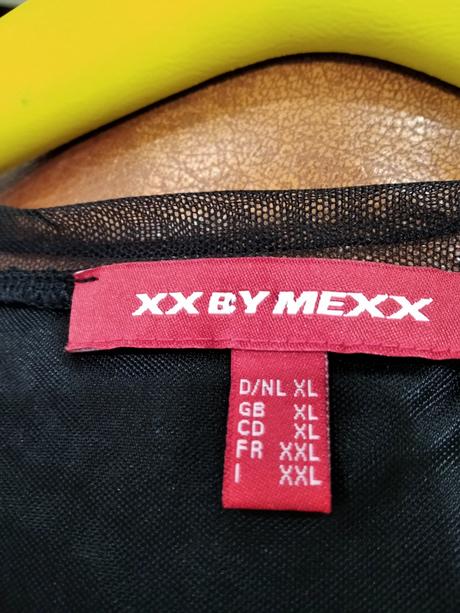 XX BY MEXX
D/NL XL
GB XL
CD XL
FR XXL
I XXL